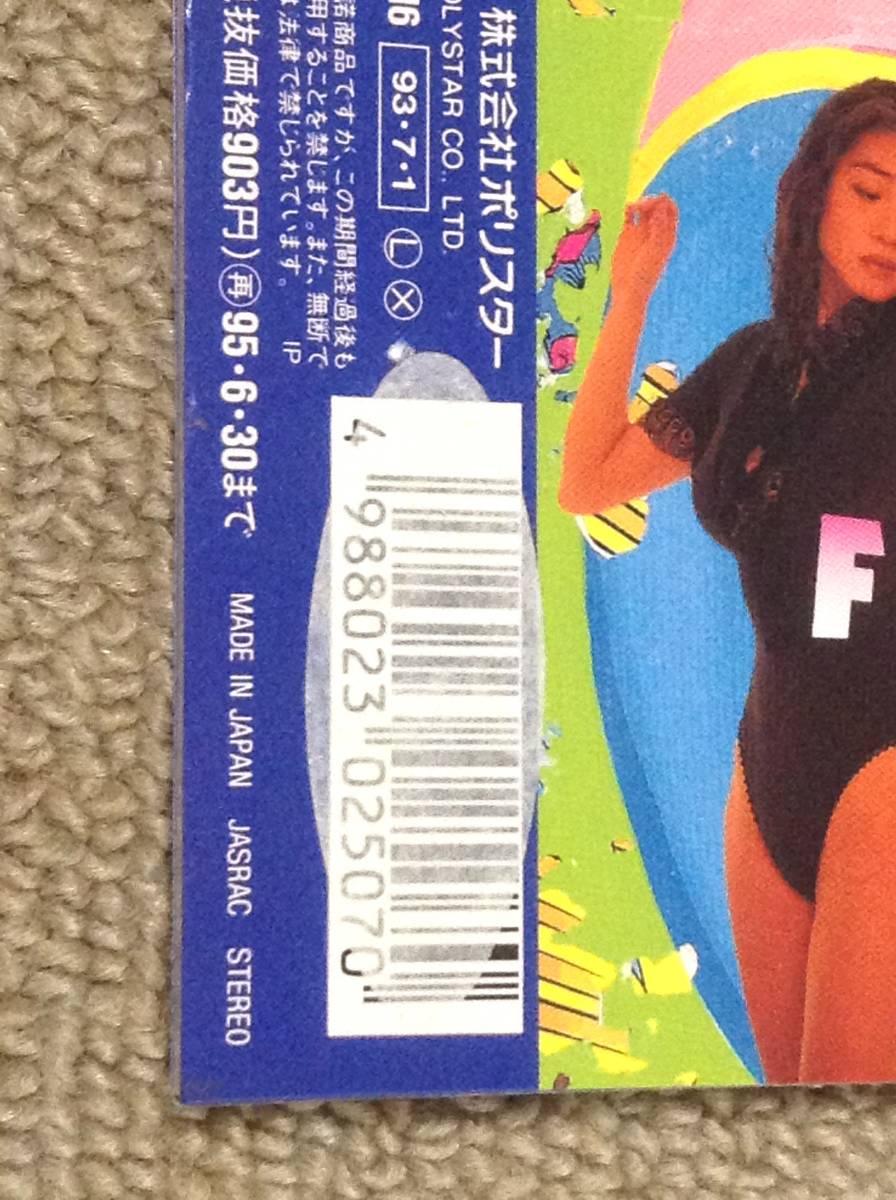 株式会社ポリスター
OLYSTAR CO., LTD.
16 93・7・1 Ⓛ Ⓧ
諾商品ですが、この期間経過後も
用することを禁じます。また、無断で
法律で禁じられています。 IP
抜価格903円)㊢95・6・30まで MADE IN JAPAN JASRAC STEREO
4 988023 025070
F